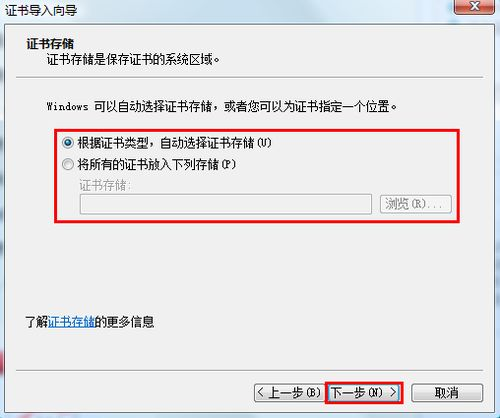 证书导入向导
证书存储
证书存储是保存证书的系统区域。
Windows 可以自动选择证书存储，或者您可以为证书指定一个位置。
根据证书类型，自动选择证书存储(U)
将所有的证书放入下列存储(P)
证书存储:
浏览(R)...
了解证书存储的更多信息
< 上一步(B) 下一步(N) > 取消